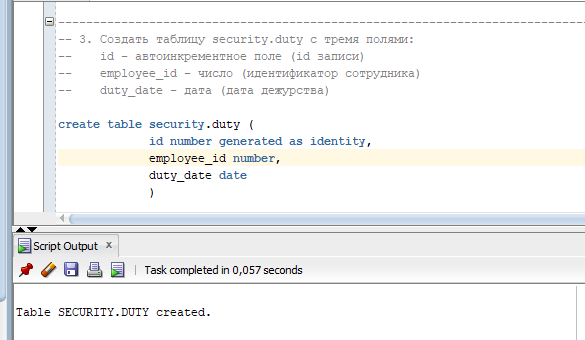 -- 3. Создать таблицу security.duty с тремя полями:
-- id - автоинкрементное поле (id записи)
-- employee_id - число (идентификатор сотрудника)
-- duty_date - дата (дата дежурства)
create table security.duty (
id number generated as identity,
employee_id number,
duty_date date
)
Script Output x
Task completed in 0,057 seconds
Table SECURITY.DUTY created.